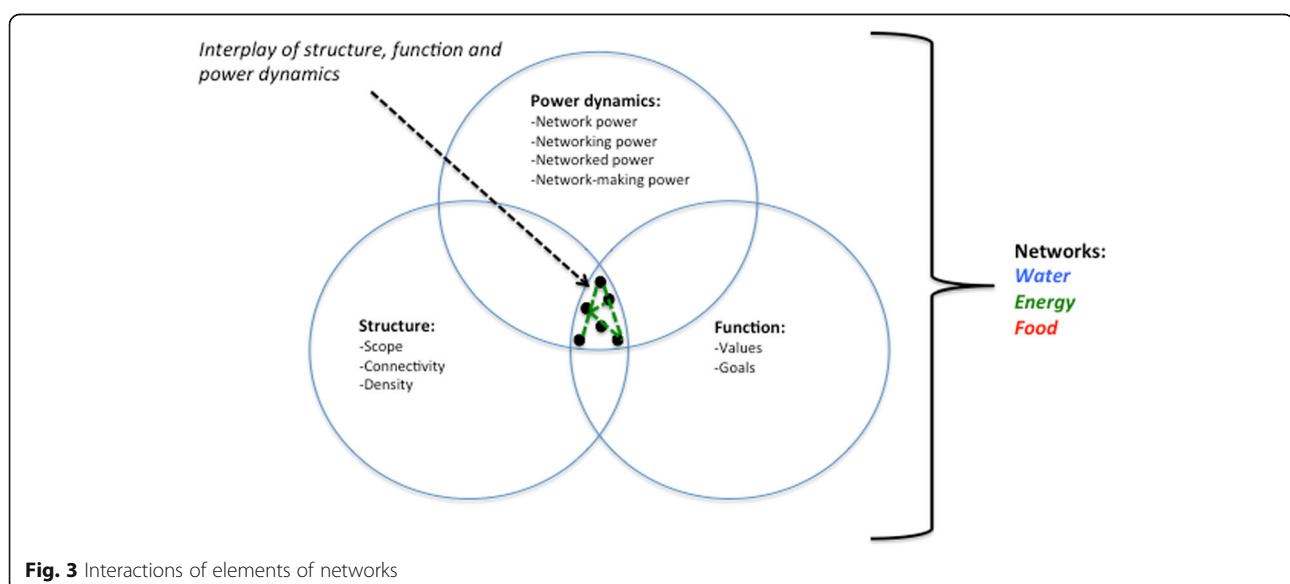 Interplay of structure, function and
power dynamics
Power dynamics:
-Network power
-Networking power
-Networked power
-Network-making power
Structure:
-Scope
-Connectivity
-Density
Function:
-Values
-Goals
Networks:
Water
Energy
Food
Fig. 3 Interactions of elements of networks